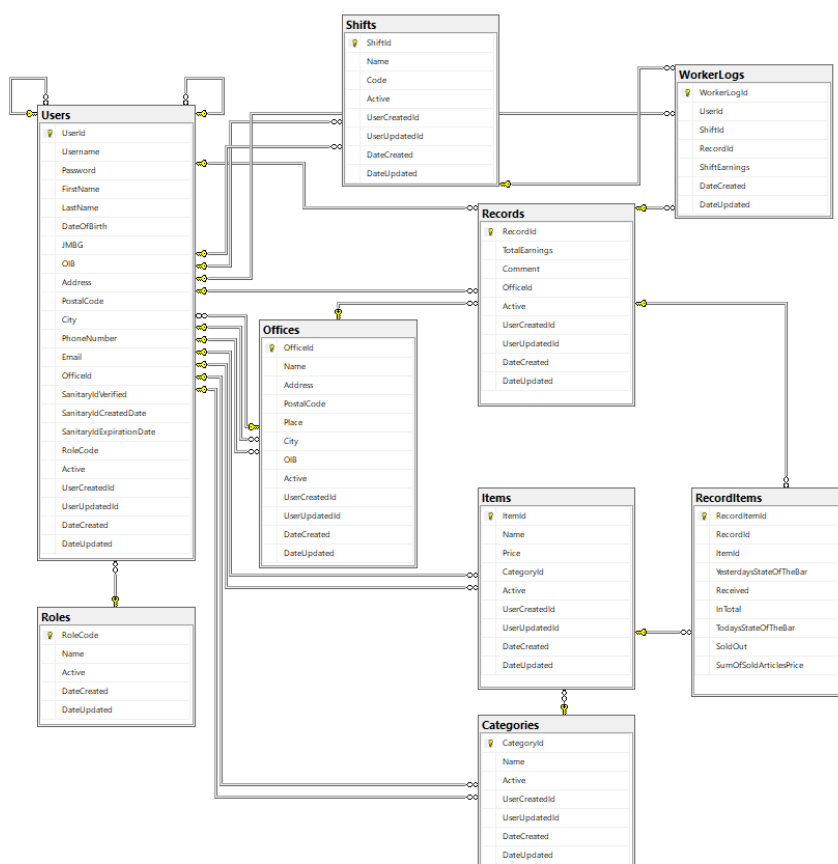 Shifts
ShiftId
Name
Code
Active
UserCreatedId
UserUpdatedId
DateCreated
DateUpdated
WorkerLogs
WorkerLogId
UserId
ShiftId
RecordId
ShiftEarnings
DateCreated
DateUpdated
Users
UserId
Username
Password
FirstName
LastName
DateOfBirth
JMBG
OIB
Address
PostalCode
City
PhoneNumber
Email
OfficeId
SanitaryIdVerified
SanitaryIdCreatedDate
SanitaryIdExpirationDate
RoleCode
Active
UserCreatedId
UserUpdatedId
DateCreated
DateUpdated
Records
RecordId
TotalEarnings
Comment
OfficeId
Active
UserCreatedId
UserUpdatedId
DateCreated
DateUpdated
Offices
OfficeId
Name
Address
PostalCode
Place
City
OIB
Active
UserCreatedId
UserUpdatedId
DateCreated
DateUpdated
Items
ItemId
Name
Price
CategoryId
Active
UserCreatedId
UserUpdatedId
DateCreated
DateUpdated
RecordItems
RecordItemId
RecordId
ItemId
YesterdaysStateOfTheBar
Received
InTotal
TodaysStateOfTheBar
SoldOut
SumOfSoldArticlesPrice
Roles
RoleCode
Name
Active
DateCreated
DateUpdated
Categories
CategoryId
Name
Active
UserCreatedId
UserUpdatedId
DateCreated
DateUpdated